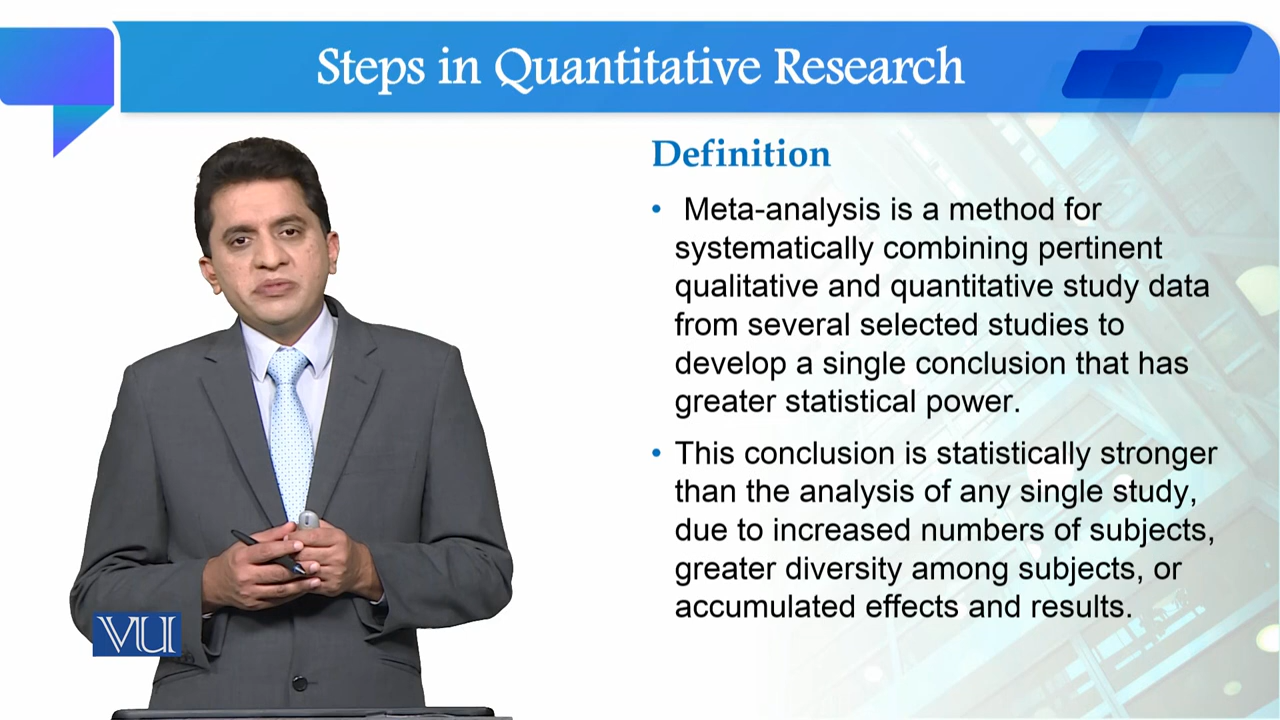 Steps in Quantitative Research
Definition
• Meta-analysis is a method for
systematically combining pertinent
qualitative and quantitative study data
from several selected studies to
develop a single conclusion that has
greater statistical power.
• This conclusion is statistically stronger
than the analysis of any single study,
due to increased numbers of subjects,
greater diversity among subjects, or
accumulated effects and results.
VU